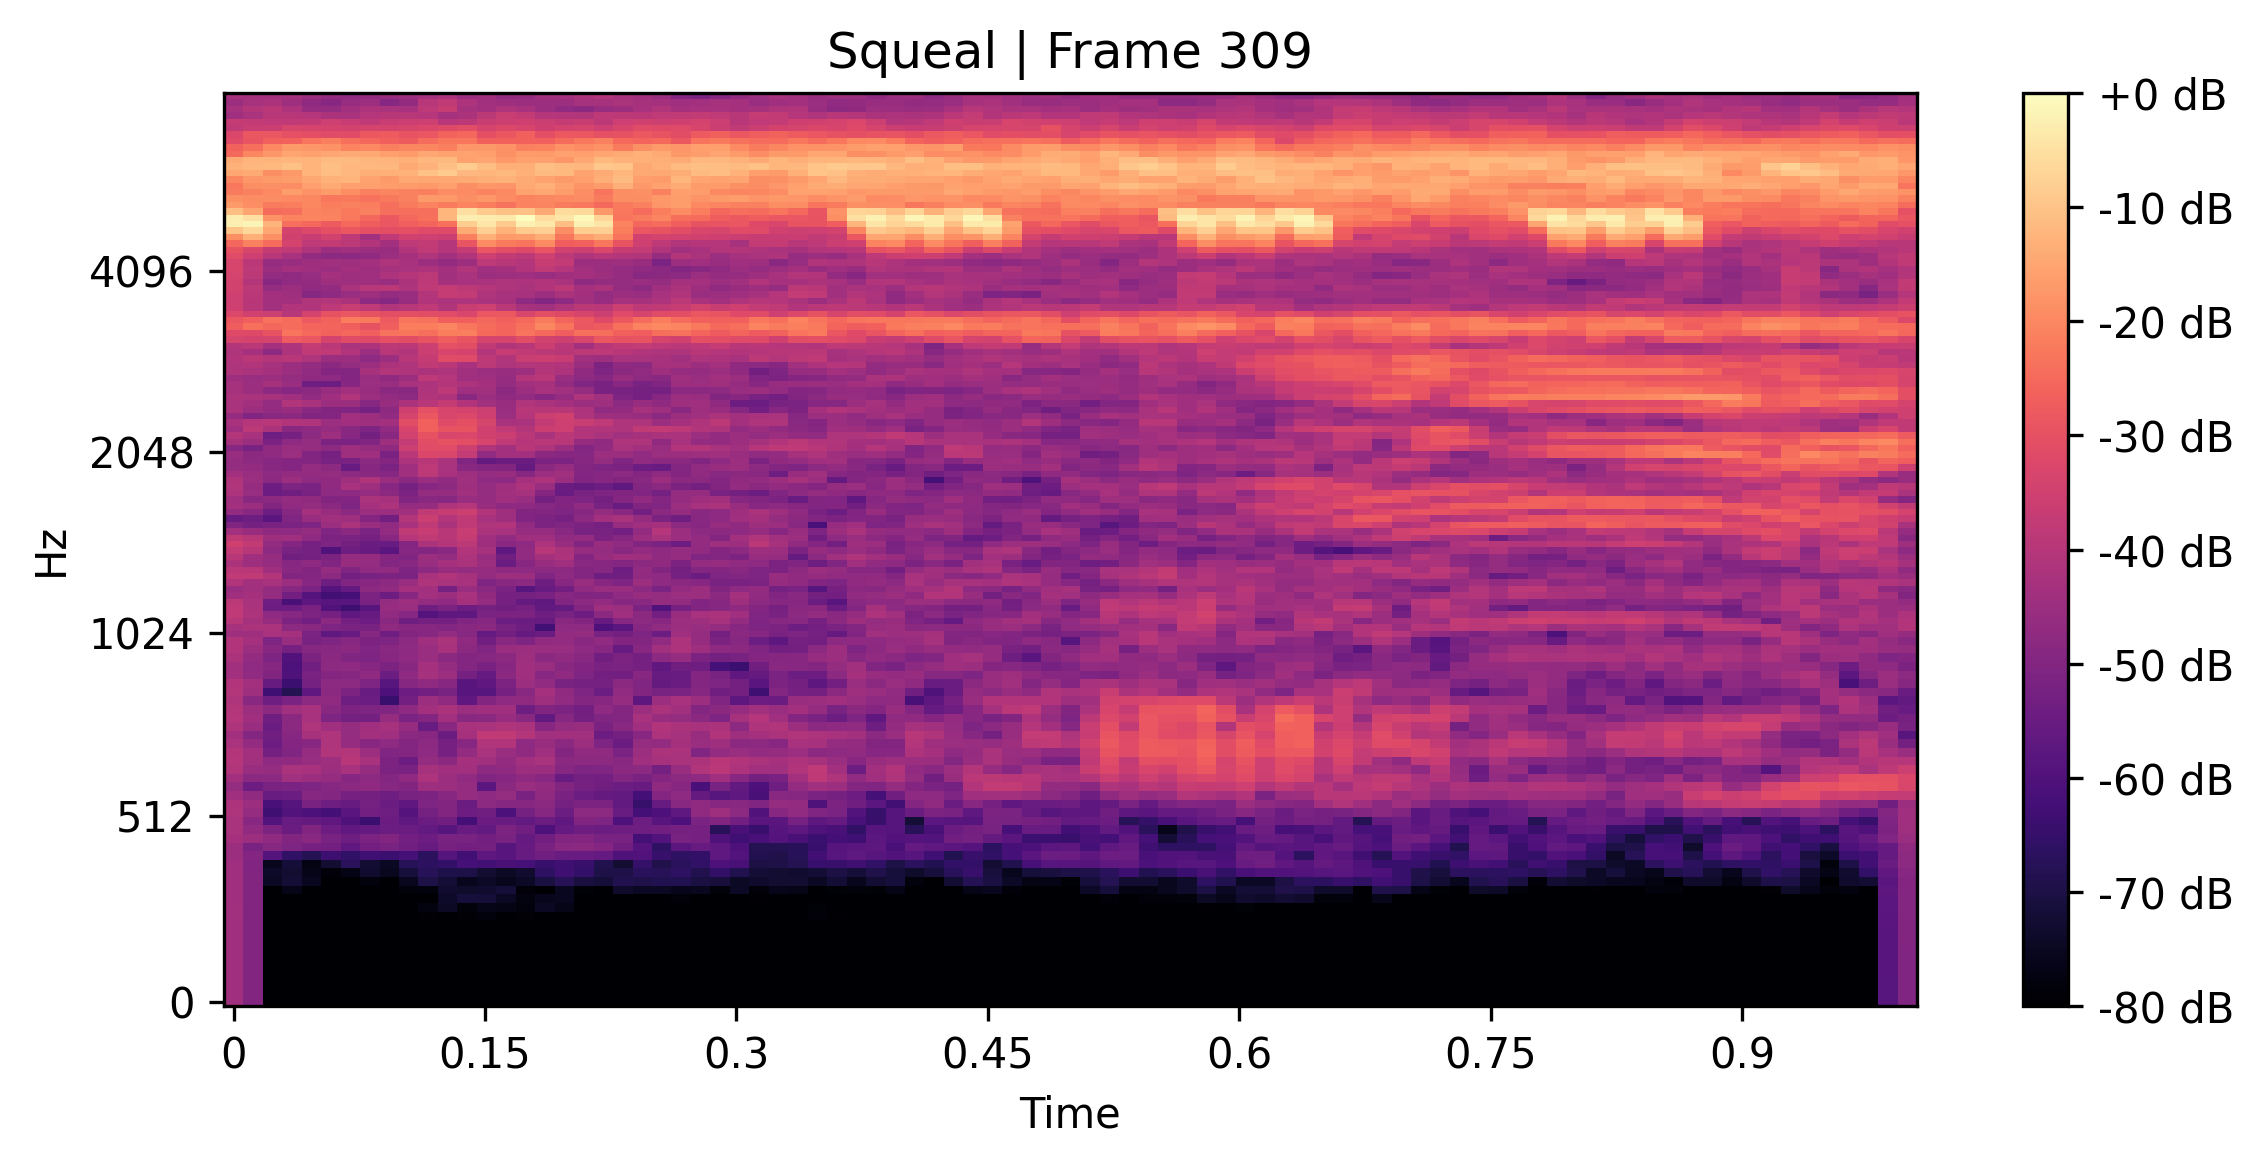 Squeal | Frame 309
+0 dB
-10 dB
-20 dB
-30 dB
-40 dB
-50 dB
-60 dB
-70 dB
-80 dB
Hz
4096
2048
1024
512
0
0 0.15 0.3 0.45 0.6 0.75 0.9
Time